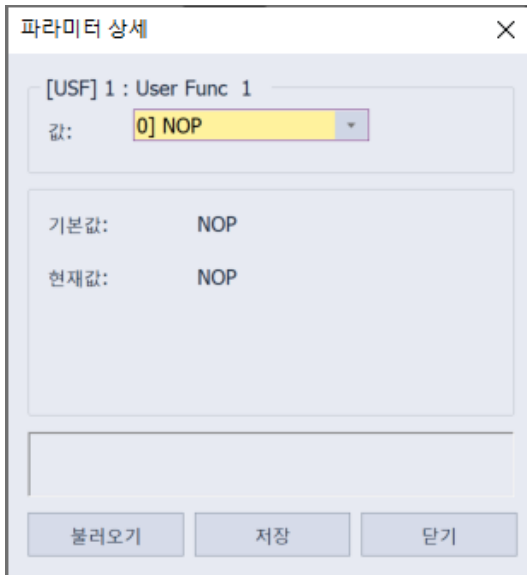 파라미터 상세
[USF] 1 : User Func 1
값: 0] NOP
기본값: NOP
현재값: NOP
불러오기 저장 닫기